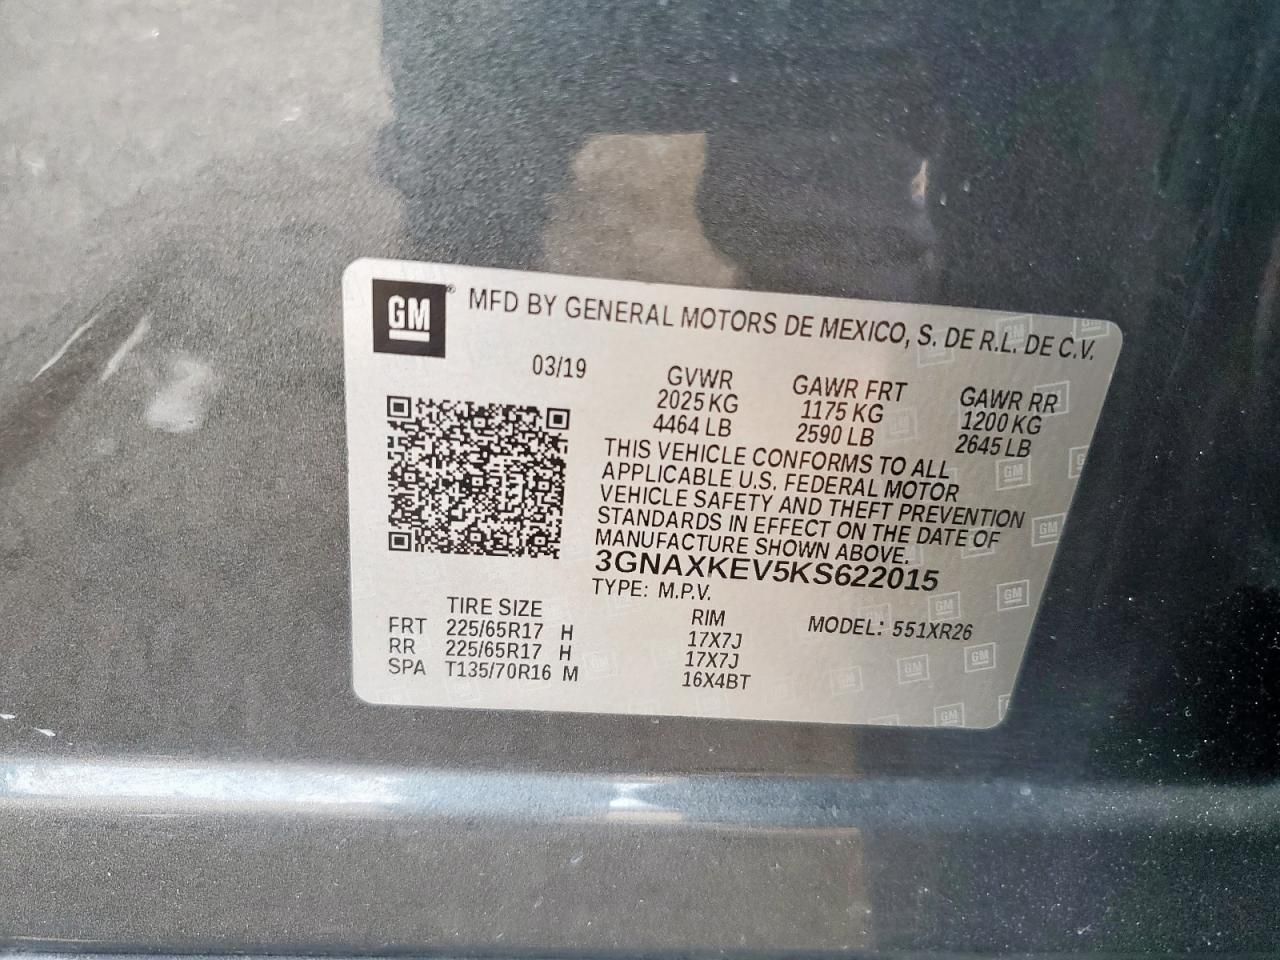 GM ® MFD BY GENERAL MOTORS DE MEXICO, S. DE R.L. DE C.V.
03/19
GVWR GAWR FRT GAWR RR
2025 KG 1175 KG 1200 KG
4464 LB 2590 LB 2645 LB
THIS VEHICLE CONFORMS TO ALL
APPLICABLE U.S. FEDERAL MOTOR
VEHICLE SAFETY AND THEFT PREVENTION
STANDARDS IN EFFECT ON THE DATE OF
MANUFACTURE SHOWN ABOVE.
3GNAXKEV5KS622015
TYPE: M.P.V.
TIRE SIZE RIM MODEL: 551XR26
FRT 225/65R17 H 17X7J
RR 225/65R17 H 17X7J
SPA T135/70R16 M 16X4BT